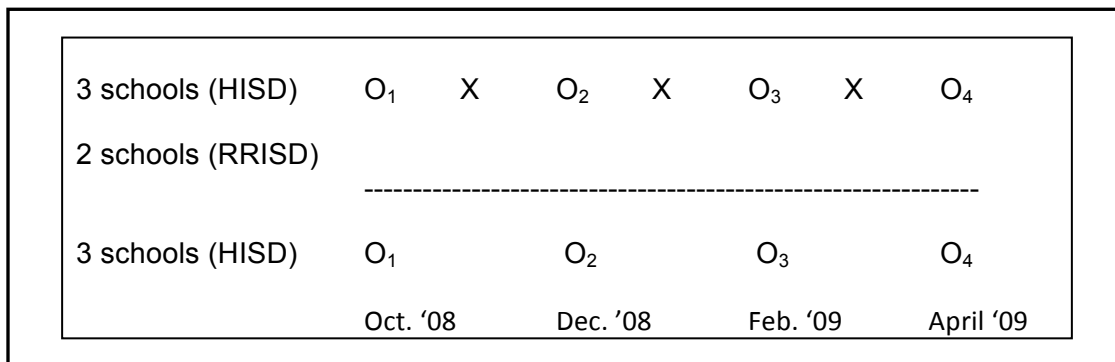 3 schools (HISD) O₁ X O₂ X O₃ X O₄
2 schools (RRISD)
---------------------------------------------------------------
3 schools (HISD) O₁ O₂ O₃ O₄
Oct. ‘08 Dec. ’08 Feb. ‘09 April ‘09